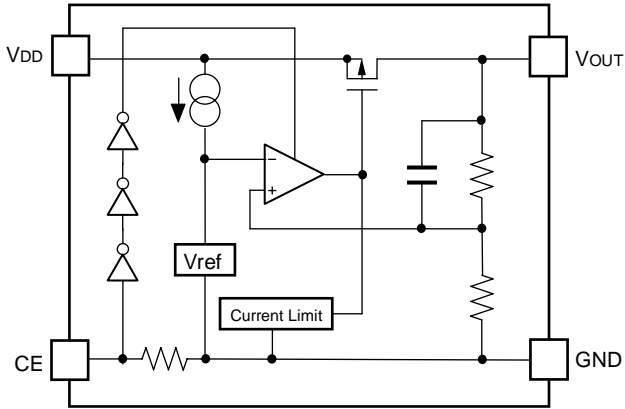 VDD
VOUT
−
+
Vref
Current Limit
CE
GND